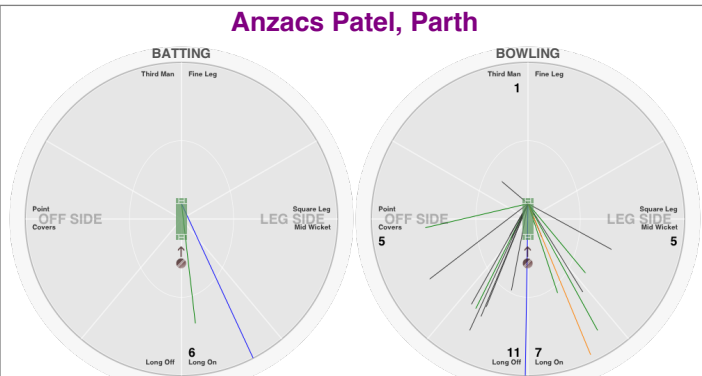 Anzacs Patel, Parth
BATTING
Third Man Fine Leg
Point
OFF SIDE
Covers
Square Leg
LEG SIDE
Mid Wicket
6
Long Off Long On
BOWLING
Third Man Fine Leg
1
Point
OFF SIDE
Covers
5
Square Leg
LEG SIDE
Mid Wicket
5
11 7
Long Off Long On